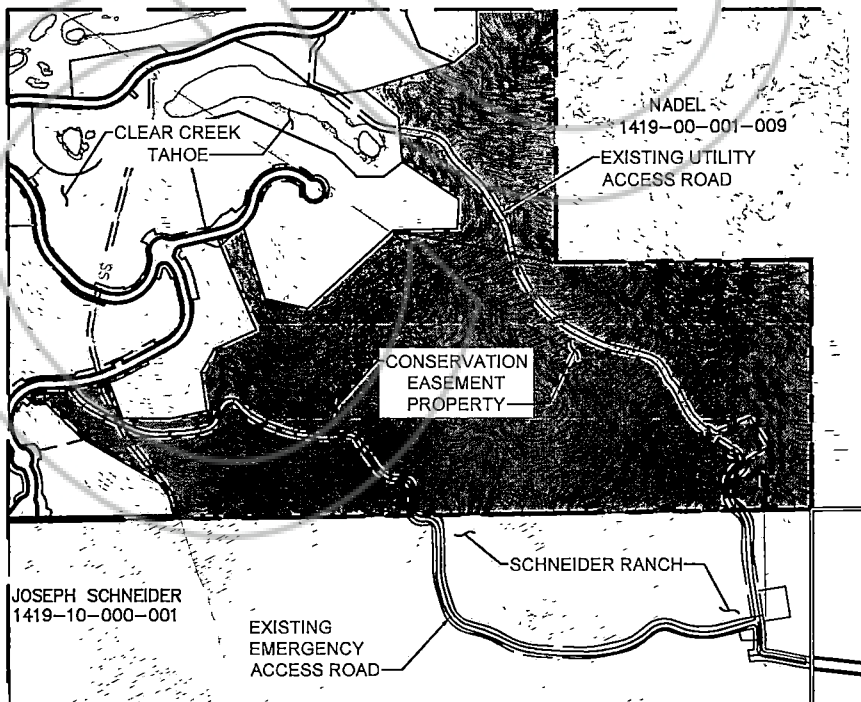 NADEL
1419-00-001-009
CLEAR CREEK
TAHOE
EXISTING UTILITY
ACCESS ROAD
SS
CONSERVATION
EASEMENT
PROPERTY
SCHNEIDER RANCH
JOSEPH SCHNEIDER
1419-10-000-001
EXISTING
EMERGENCY
ACCESS ROAD